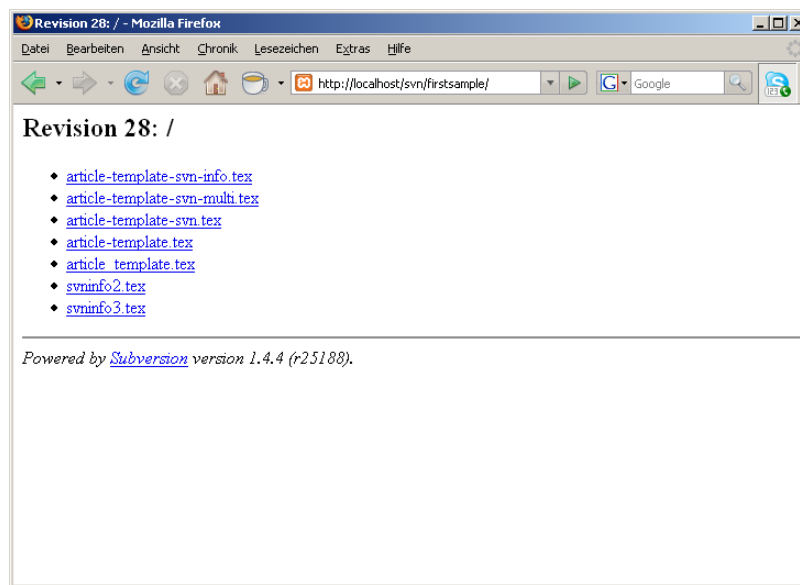 Revision 28: / - Mozilla Firefox
Datei Bearbeiten Ansicht Chronik Lesezeichen Extras Hilfe
http://localhost/svn/firstsample/ G Google 123
Revision 28: /
article-template-svn-info.tex
article-template-svn-multi.tex
article-template-svn.tex
article-template.tex
article_template.tex
svninfo2.tex
svninfo3.tex
Powered by Subversion version 1.4.4 (r25188).